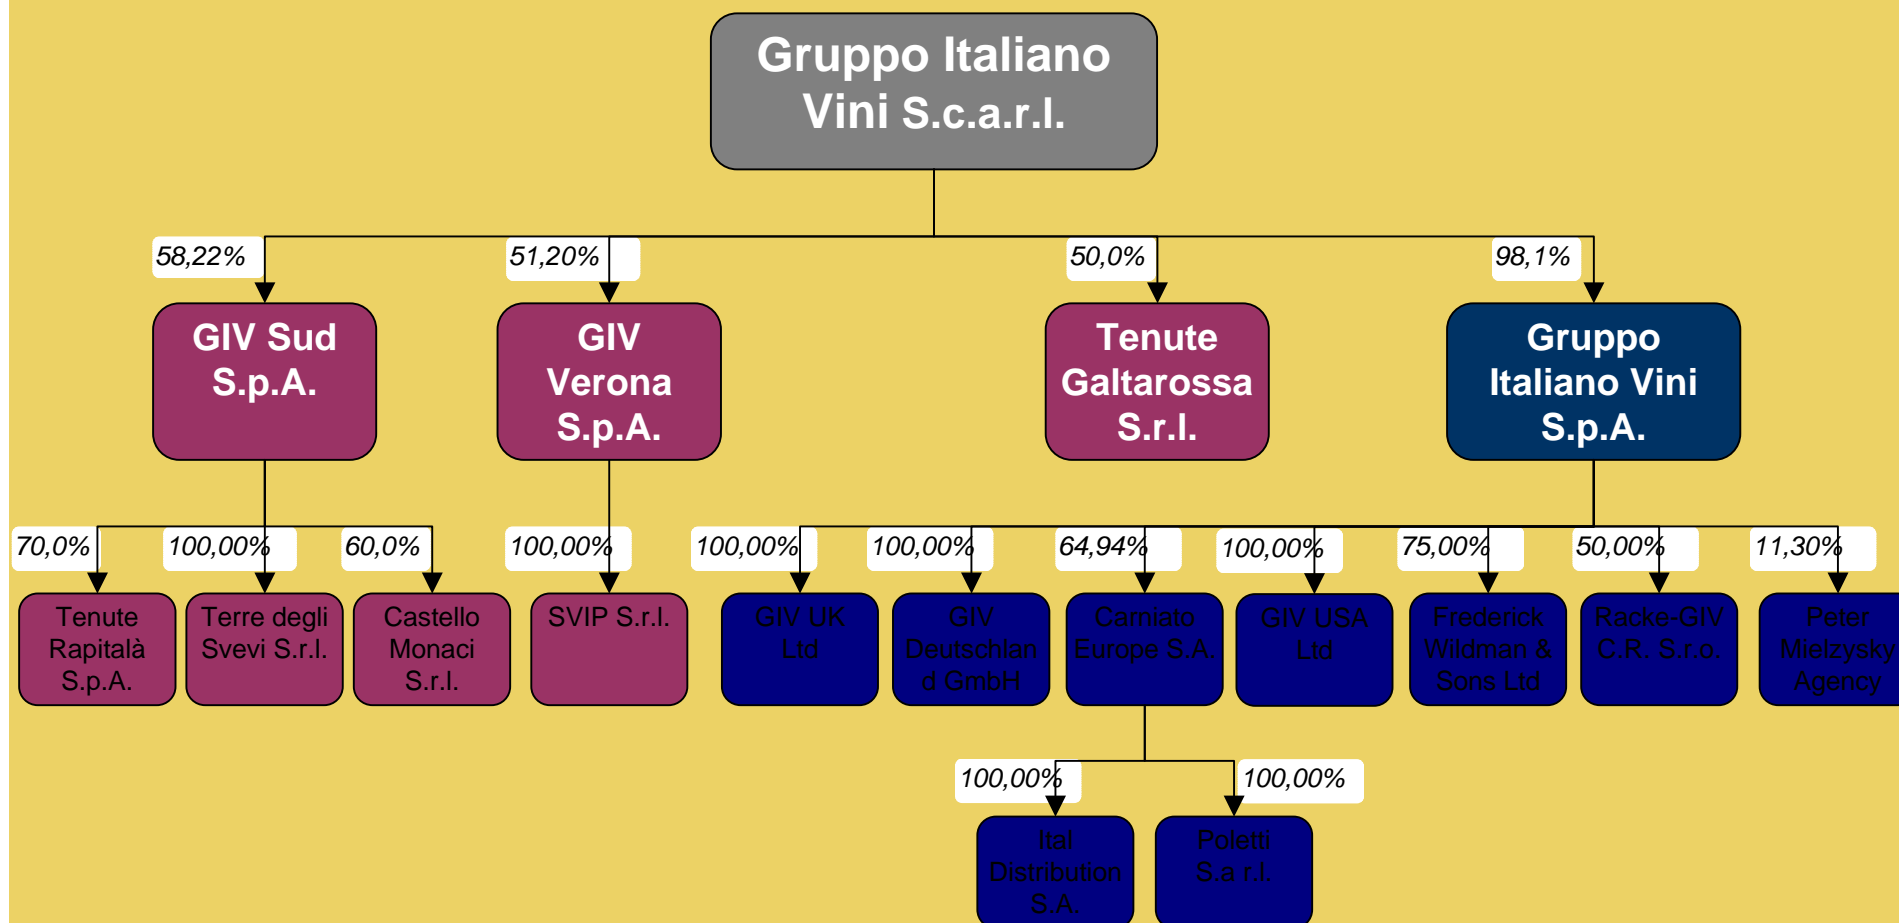 Gruppo Italiano
Vini S.c.a.r.l.
58,22%
51,20%
50,0%
98,1%
GIV Sud
S.p.A.
GIV
Verona
S.p.A.
Tenute
Galtarossa
S.r.l.
Gruppo
Italiano Vini
S.p.A.
70,0%
100,00%
60,0%
100,00%
100,00%
100,00%
64,94%
100,00%
75,00%
50,00%
11,30%
Tenute
Rapitalà
S.p.A.
Terre degli
Svevi S.r.l.
Castello
Monaci
S.r.l.
SVIP S.r.l.
GIV UK
Ltd
GIV
Deutschlan
d GmbH
Carniato
Europe S.A.
GIV USA
Ltd
Frederick
Wildman &
Sons Ltd
Racke-GIV
C.R. S.r.o.
Peter
Mielzysky
Agency
100,00%
100,00%
Ital
Distribution
S.A.
Poletti
S.a r.l.